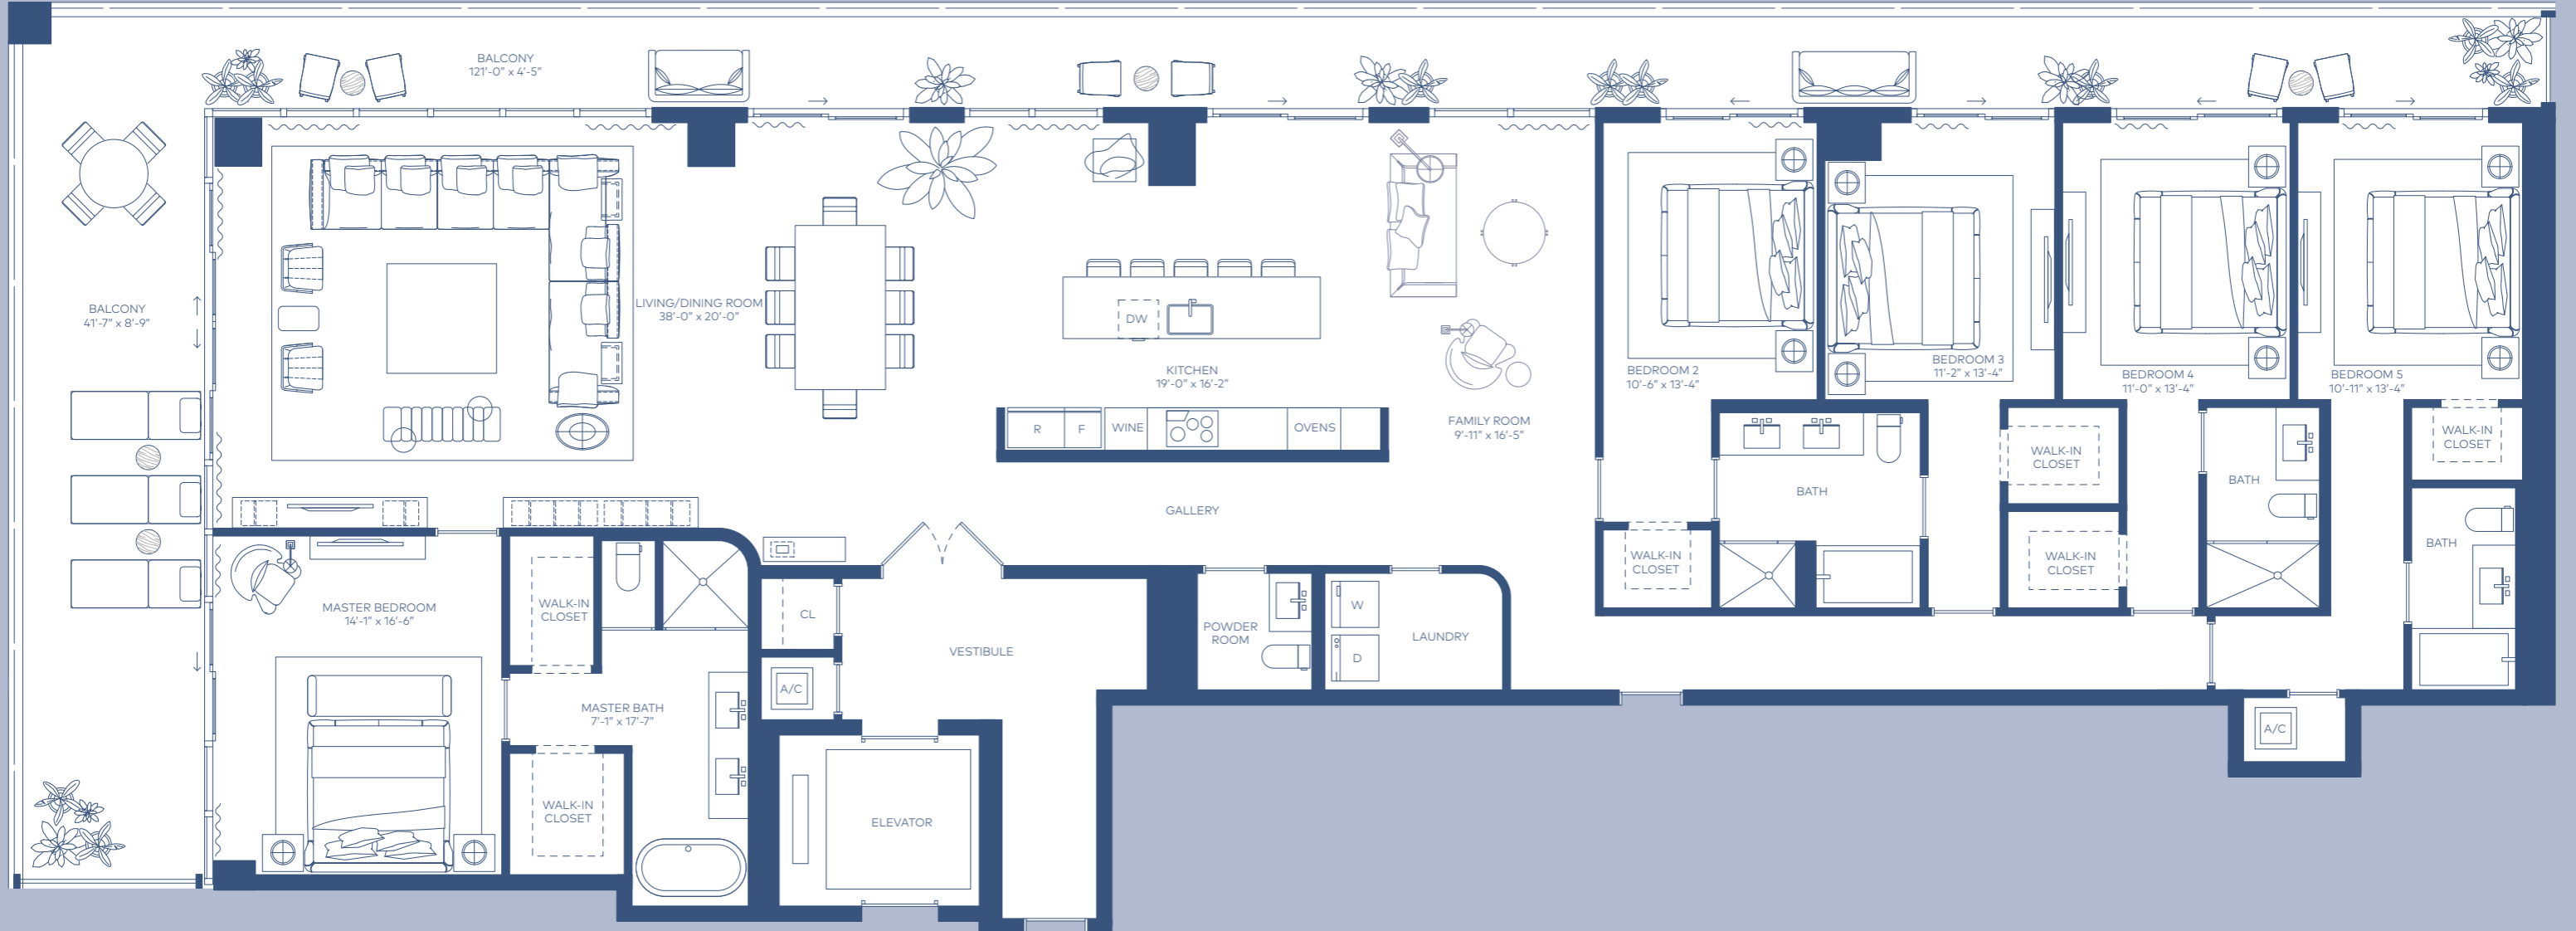 BALCONY
121'-0" x 4'-5"
BALCONY
41'-7" x 8'-9"
LIVING/DINING ROOM
38'-0" x 20'-0"
DW
KITCHEN
19'-0" x 16'-2"
R
F
WINE
OVENS
FAMILY ROOM
9'-11" x 16'-5"
GALLERY
BEDROOM 2
10'-6" x 13'-4"
BEDROOM 3
11'-2" x 13'-4"
BEDROOM 4
11'-0" x 13'-4"
BEDROOM 5
10'-11" x 13'-4"
WALK-IN
CLOSET
BATH
WALK-IN
CLOSET
WALK-IN
CLOSET
BATH
WALK-IN
CLOSET
BATH
MASTER BEDROOM
14'-1" x 16'-6"
WALK-IN
CLOSET
MASTER BATH
7'-1" x 17'-7"
WALK-IN
CLOSET
CL
A/C
VESTIBULE
ELEVATOR
POWDER
ROOM
W
D
LAUNDRY
A/C